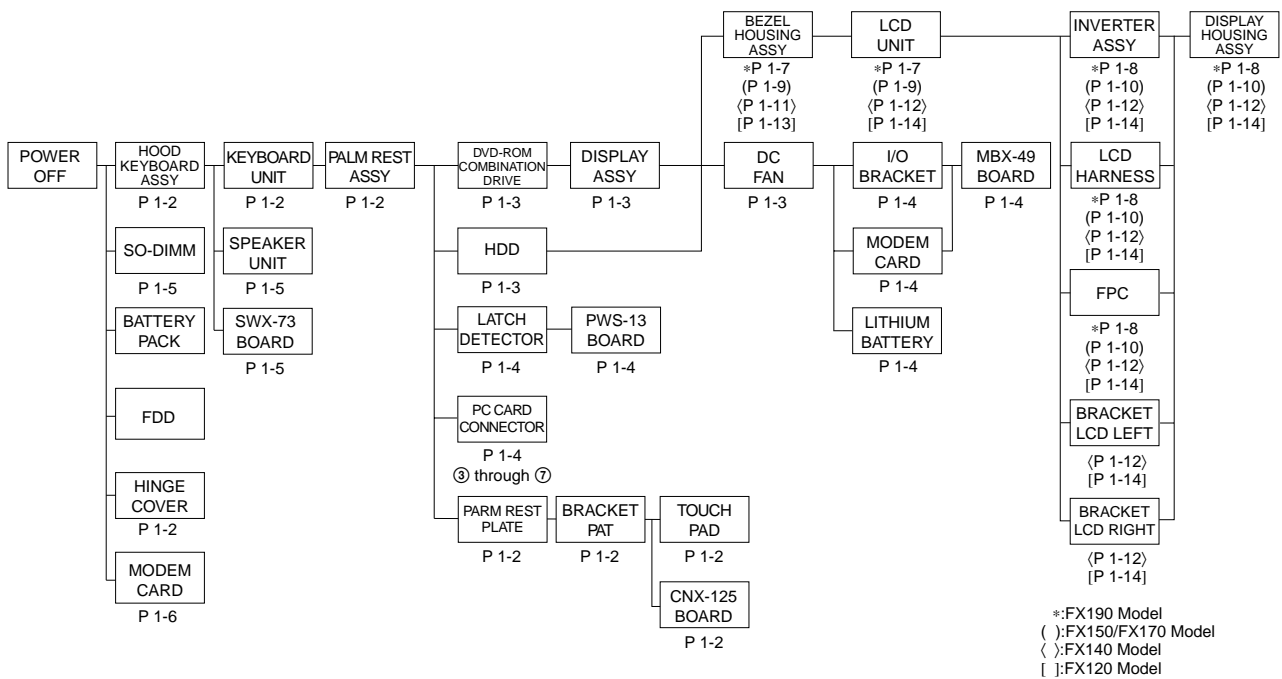 BEZEL
HOUSING
ASSY
*P 1-7
(P 1-9)
〈P 1-11〉
[P 1-13]
LCD
UNIT
*P 1-7
(P 1-9)
〈P 1-12〉
[P 1-14]
INVERTER
ASSY
*P 1-8
(P 1-10)
〈P 1-12〉
[P 1-14]
DISPLAY
HOUSING
ASSY
*P 1-8
(P 1-10)
〈P 1-12〉
[P 1-14]
POWER
OFF
HOOD
KEYBOARD
ASSY
P 1-2
KEYBOARD
UNIT
P 1-2
PALM REST
ASSY
P 1-2
DVD-ROM
COMBINATION
DRIVE
P 1-3
DISPLAY
ASSY
P 1-3
DC
FAN
P 1-3
I/O
BRACKET
P 1-4
MBX-49
BOARD
P 1-4
LCD
HARNESS
*P 1-8
(P 1-10)
〈P 1-12〉
[P 1-14]
SO-DIMM
P 1-5
SPEAKER
UNIT
P 1-5
HDD
P 1-3
MODEM
CARD
P 1-4
FPC
*P 1-8
(P 1-10)
〈P 1-12〉
[P 1-14]
BATTERY
PACK
SWX-73
BOARD
P 1-5
LATCH
DETECTOR
P 1-4
PWS-13
BOARD
P 1-4
LITHIUM
BATTERY
P 1-4
FDD
PC CARD
CONNECTOR
P 1-4
③ through ⑦
BRACKET
LCD LEFT
〈P 1-12〉
[P 1-14]
HINGE
COVER
P 1-2
PARM REST
PLATE
P 1-2
BRACKET
PAT
P 1-2
TOUCH
PAD
P 1-2
BRACKET
LCD RIGHT
〈P 1-12〉
[P 1-14]
MODEM
CARD
P 1-6
CNX-125
BOARD
P 1-2
*:FX190 Model
( ):FX150/FX170 Model
〈 〉:FX140 Model
[ ]:FX120 Model